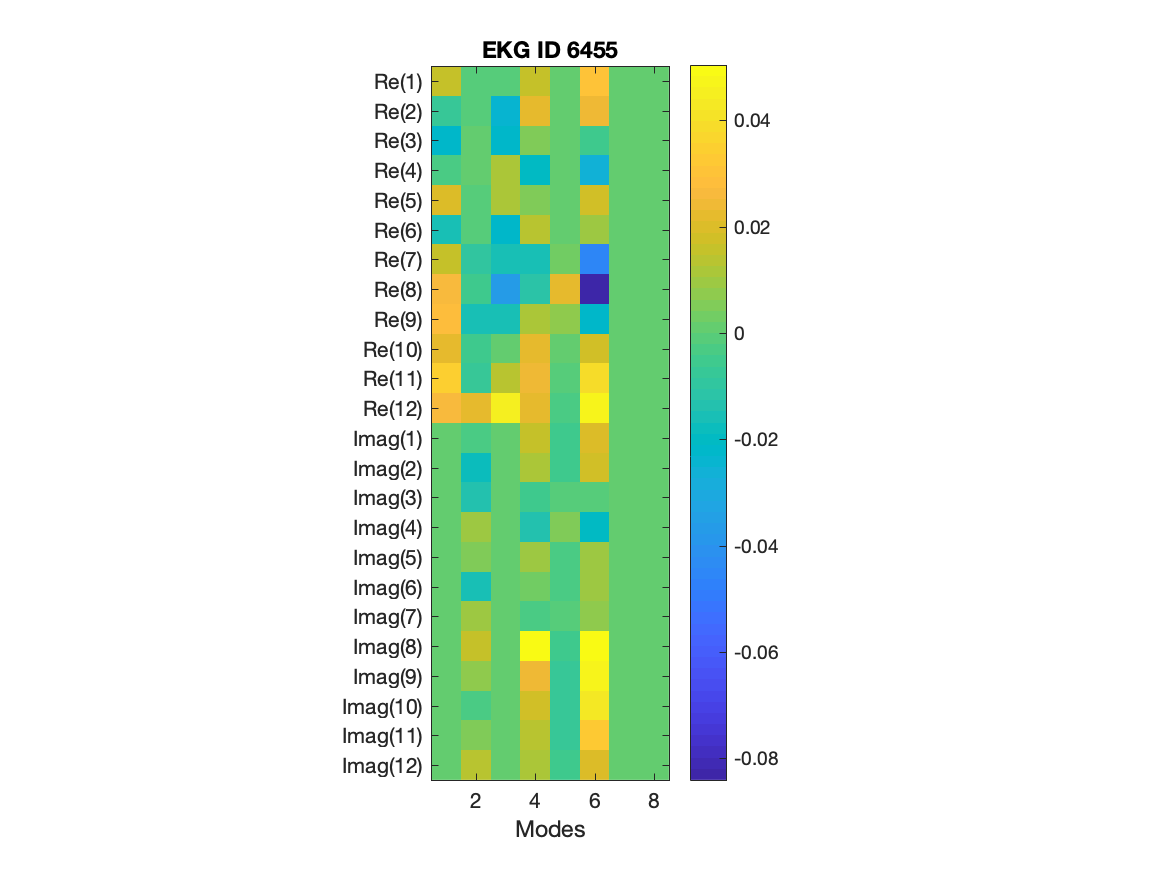 EKG ID 6455
Re(1)
Re(2)
Re(3)
Re(4)
Re(5)
Re(6)
Re(7)
Re(8)
Re(9)
Re(10)
Re(11)
Re(12)
Imag(1)
Imag(2)
Imag(3)
Imag(4)
Imag(5)
Imag(6)
Imag(7)
Imag(8)
Imag(9)
Imag(10)
Imag(11)
Imag(12)
2 4 6 8
Modes
0.04
0.02
0
-0.02
-0.04
-0.06
-0.08